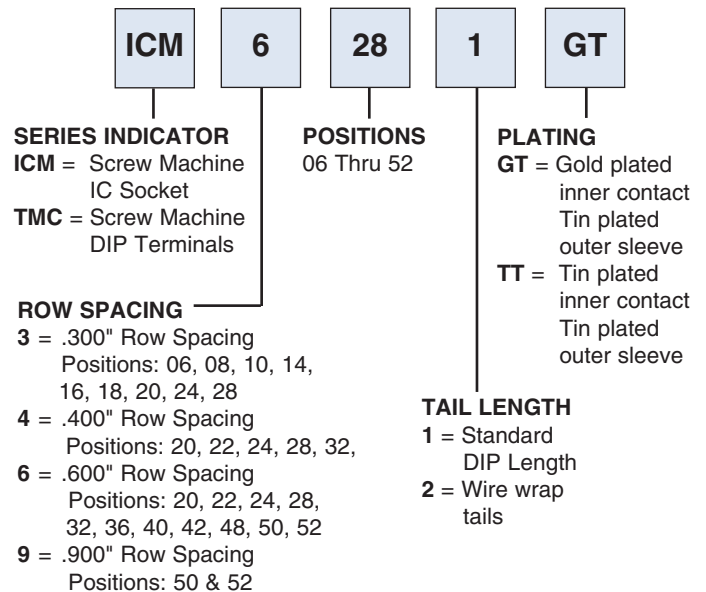 ICM 6 28 1 GT
SERIES INDICATOR
ICM = Screw Machine
IC Socket
TMC = Screw Machine
DIP Terminals
ROW SPACING
3 = .300" Row Spacing
Positions: 06, 08, 10, 14,
16, 18, 20, 24, 28
4 = .400" Row Spacing
Positions: 20, 22, 24, 28, 32,
6 = .600" Row Spacing
Positions: 20, 22, 24, 28,
32, 36, 40, 42, 48, 50, 52
9 = .900" Row Spacing
Positions: 50 & 52
POSITIONS
06 Thru 52
TAIL LENGTH
1 = Standard
DIP Length
2 = Wire wrap
tails
PLATING
GT = Gold plated
inner contact
Tin plated
outer sleeve
TT = Tin plated
inner contact
Tin plated
outer sleeve